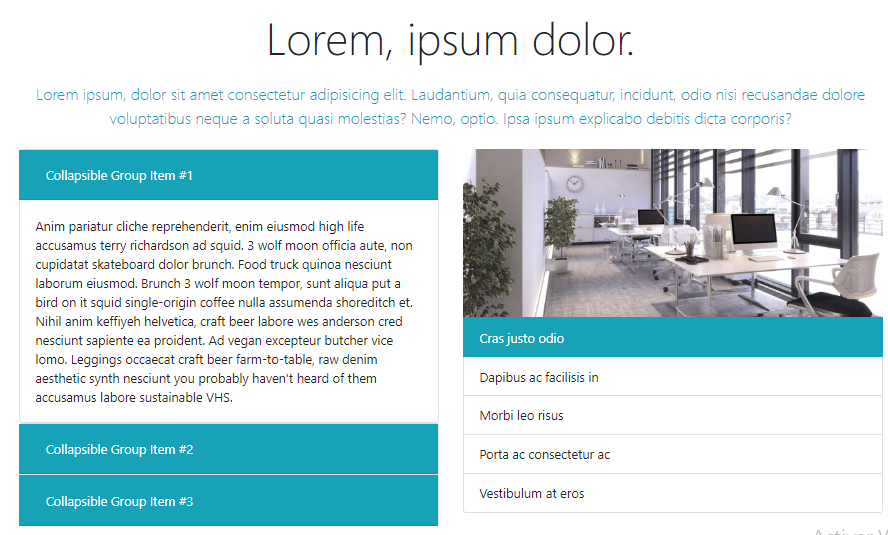 Lorem, ipsum dolor.
Lorem ipsum, dolor sit amet consectetur adipisicing elit. Laudantium, quia consequatur, incidunt, odio nisi recusandae dolore
voluptatibus neque a soluta quasi molestias? Nemo, optio. Ipsa ipsum explicabo debitis dicta corporis?
Collapsible Group Item #1
Anim pariatur cliche reprehenderit, enim eiusmod high life
accusamus terry richardson ad squid. 3 wolf moon officia aute, non
cupidatat skateboard dolor brunch. Food truck quinoa nesciunt
laborum eiusmod. Brunch 3 wolf moon tempor, sunt aliqua put a
bird on it squid single-origin coffee nulla assumenda shoreditch et.
Nihil anim keffiyeh helvetica, craft beer labore wes anderson cred
nesciunt sapiente ea proident. Ad vegan excepteur butcher vice
lomo. Leggings occaecat craft beer farm-to-table, raw denim
aesthetic synth nesciunt you probably haven't heard of them
accusamus labore sustainable VHS.
Collapsible Group Item #2
Collapsible Group Item #3
Cras justo odio
Dapibus ac facilisis in
Morbi leo risus
Porta ac consectetur ac
Vestibulum at eros